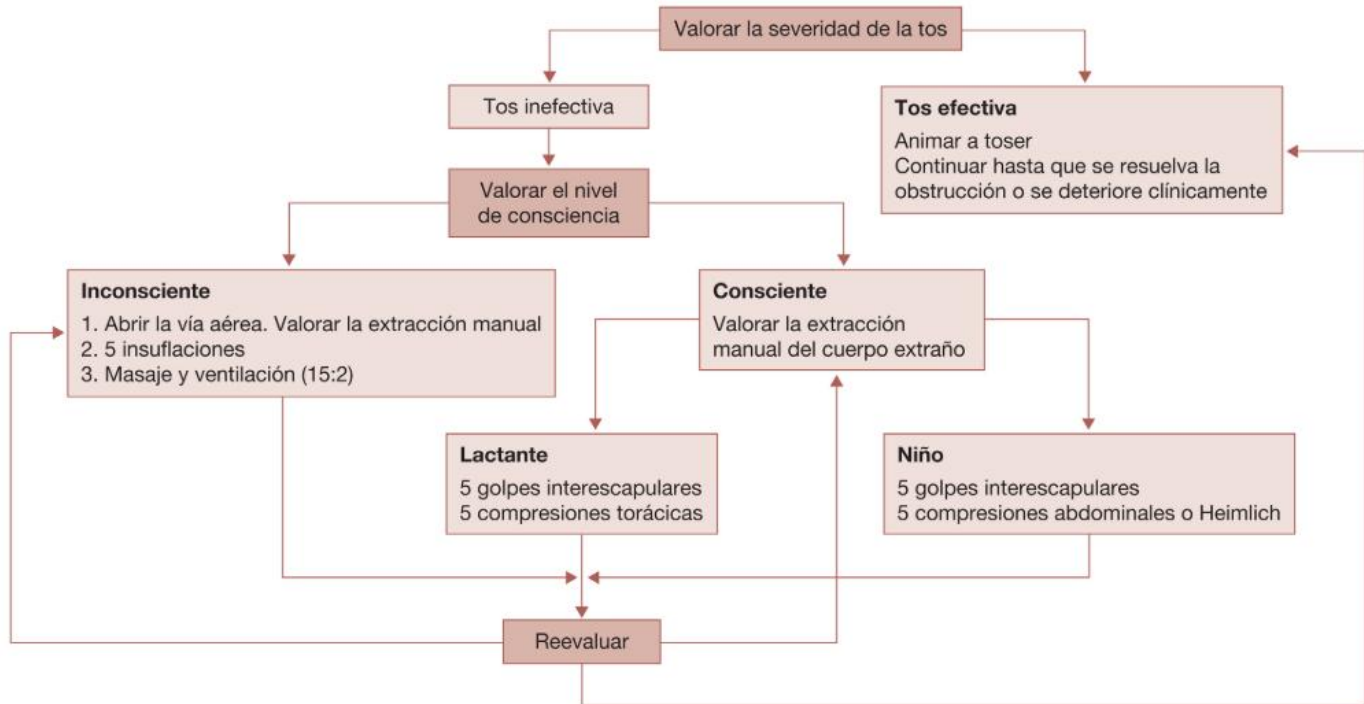 Valorar la severidad de la tos
Tos inefectiva
Tos efectiva
Animar a toser
Continuar hasta que se resuelva la
obstrucción o se deteriore clínicamente
Valorar el nivel
de consciencia
Inconsciente
1. Abrir la vía aérea. Valorar la extracción manual
2. 5 insuflaciones
3. Masaje y ventilación (15:2)
Consciente
Valorar la extracción
manual del cuerpo extraño
Lactante
5 golpes interescapulares
5 compresiones torácicas
Niño
5 golpes interescapulares
5 compresiones abdominales o Heimlich
Reevaluar